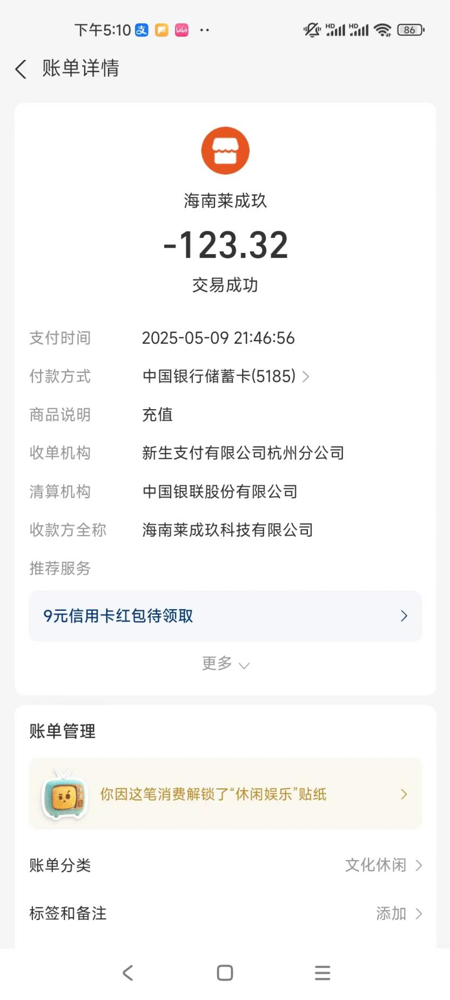 下午5:10
HD HD 86
账单详情
海南莱成玖
-123.32
交易成功
支付时间 2025-05-09 21:46:56
付款方式 中国银行储蓄卡(5185)
商品说明 充值
收单机构 新生支付有限公司杭州分公司
清算机构 中国银联股份有限公司
收款方全称 海南莱成玖科技有限公司
推荐服务
9元信用卡红包待领取
更多
账单管理
你因这笔消费解锁了“休闲娱乐”贴纸
账单分类 文化休闲
标签和备注 添加